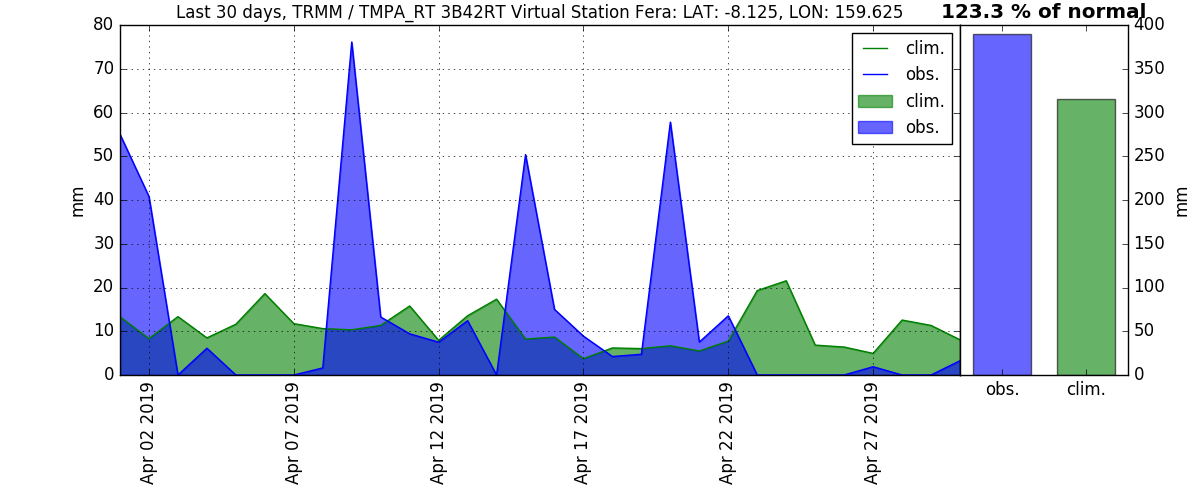 Last 30 days, TRMM / TMPA_RT 3B42RT Virtual Station Fera: LAT: -8.125, LON: 159.625
123.3 % of normal
80
70
60
50
40
30
20
10
0
mm
clim.
obs.
clim.
obs.
400
350
300
250
200
150
100
50
0
mm
obs.
clim.
Apr 02 2019
Apr 07 2019
Apr 12 2019
Apr 17 2019
Apr 22 2019
Apr 27 2019